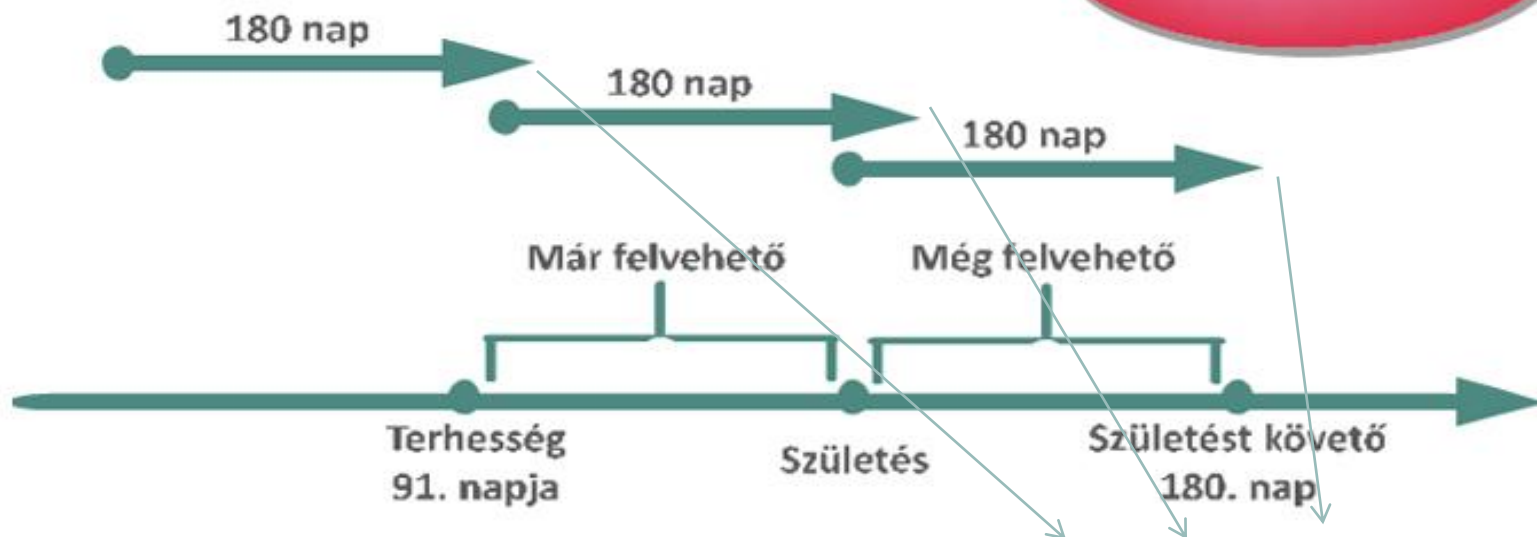 180 nap
180 nap
180 nap
Már felvehető
Még felvehető
Terhesség
91. napja
Születés
Születést követő
180. nap